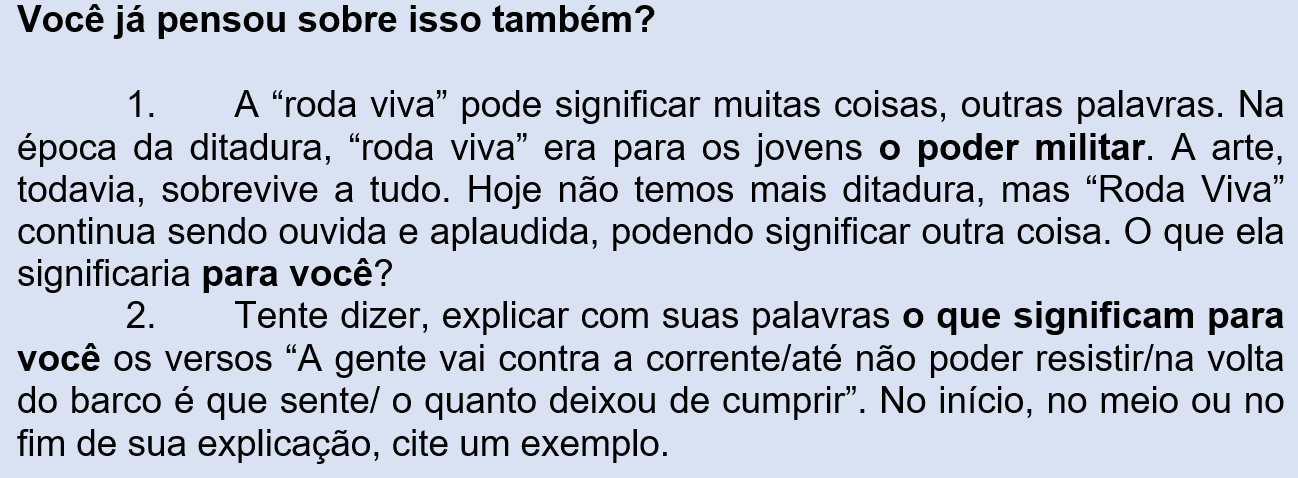 Você já pensou sobre isso também?
1. A “roda viva” pode significar muitas coisas, outras palavras. Na
época da ditadura, “roda viva” era para os jovens o poder militar. A arte,
todavia, sobrevive a tudo. Hoje não temos mais ditadura, mas “Roda Viva”
continua sendo ouvida e aplaudida, podendo significar outra coisa. O que ela
significaria para você?
2. Tente dizer, explicar com suas palavras o que significam para
você os versos “A gente vai contra a corrente/até não poder resistir/na volta
do barco é que sente/ o quanto deixou de cumprir”. No início, no meio ou no
fim de sua explicação, cite um exemplo.